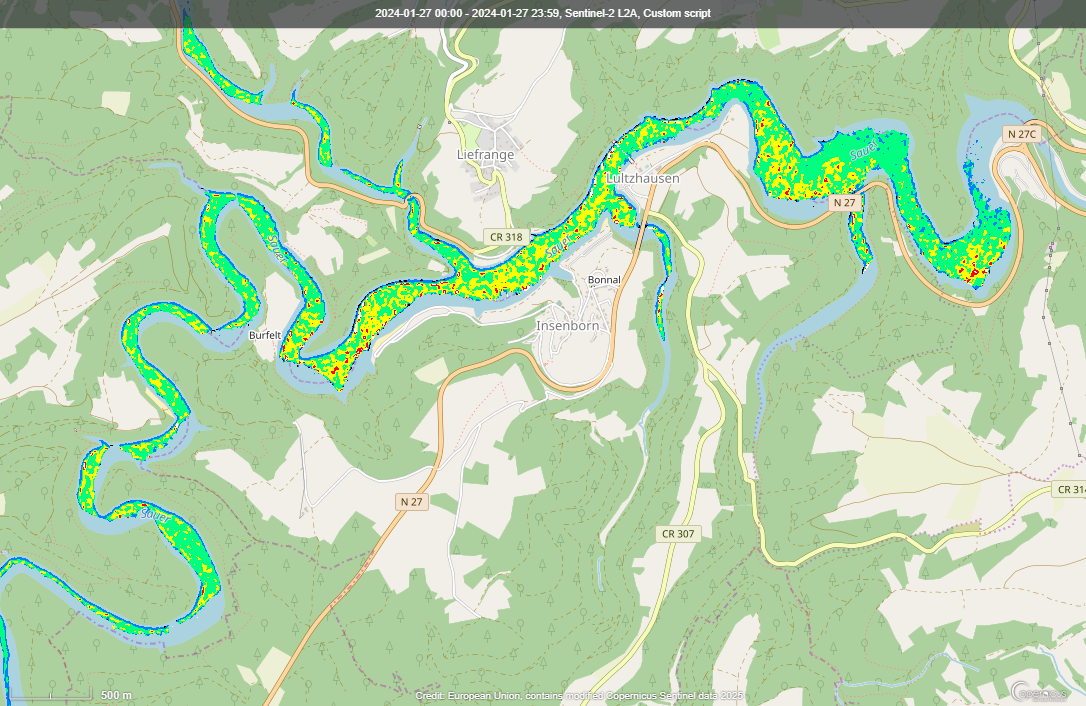 2024-01-27 00:00 - 2024-01-27 23:59, Sentinel-2 L2A, Custom script
N 27C
Liefrange
Sauer
Lultzhausen
N 27
CR 318
Sauer
Sauer
Bonnal
Insenborn
Burfelt
CR 314
N 27
Sauer
CR 307
500 m
Credit: European Union, contains modified Copernicus Sentinel data 2025